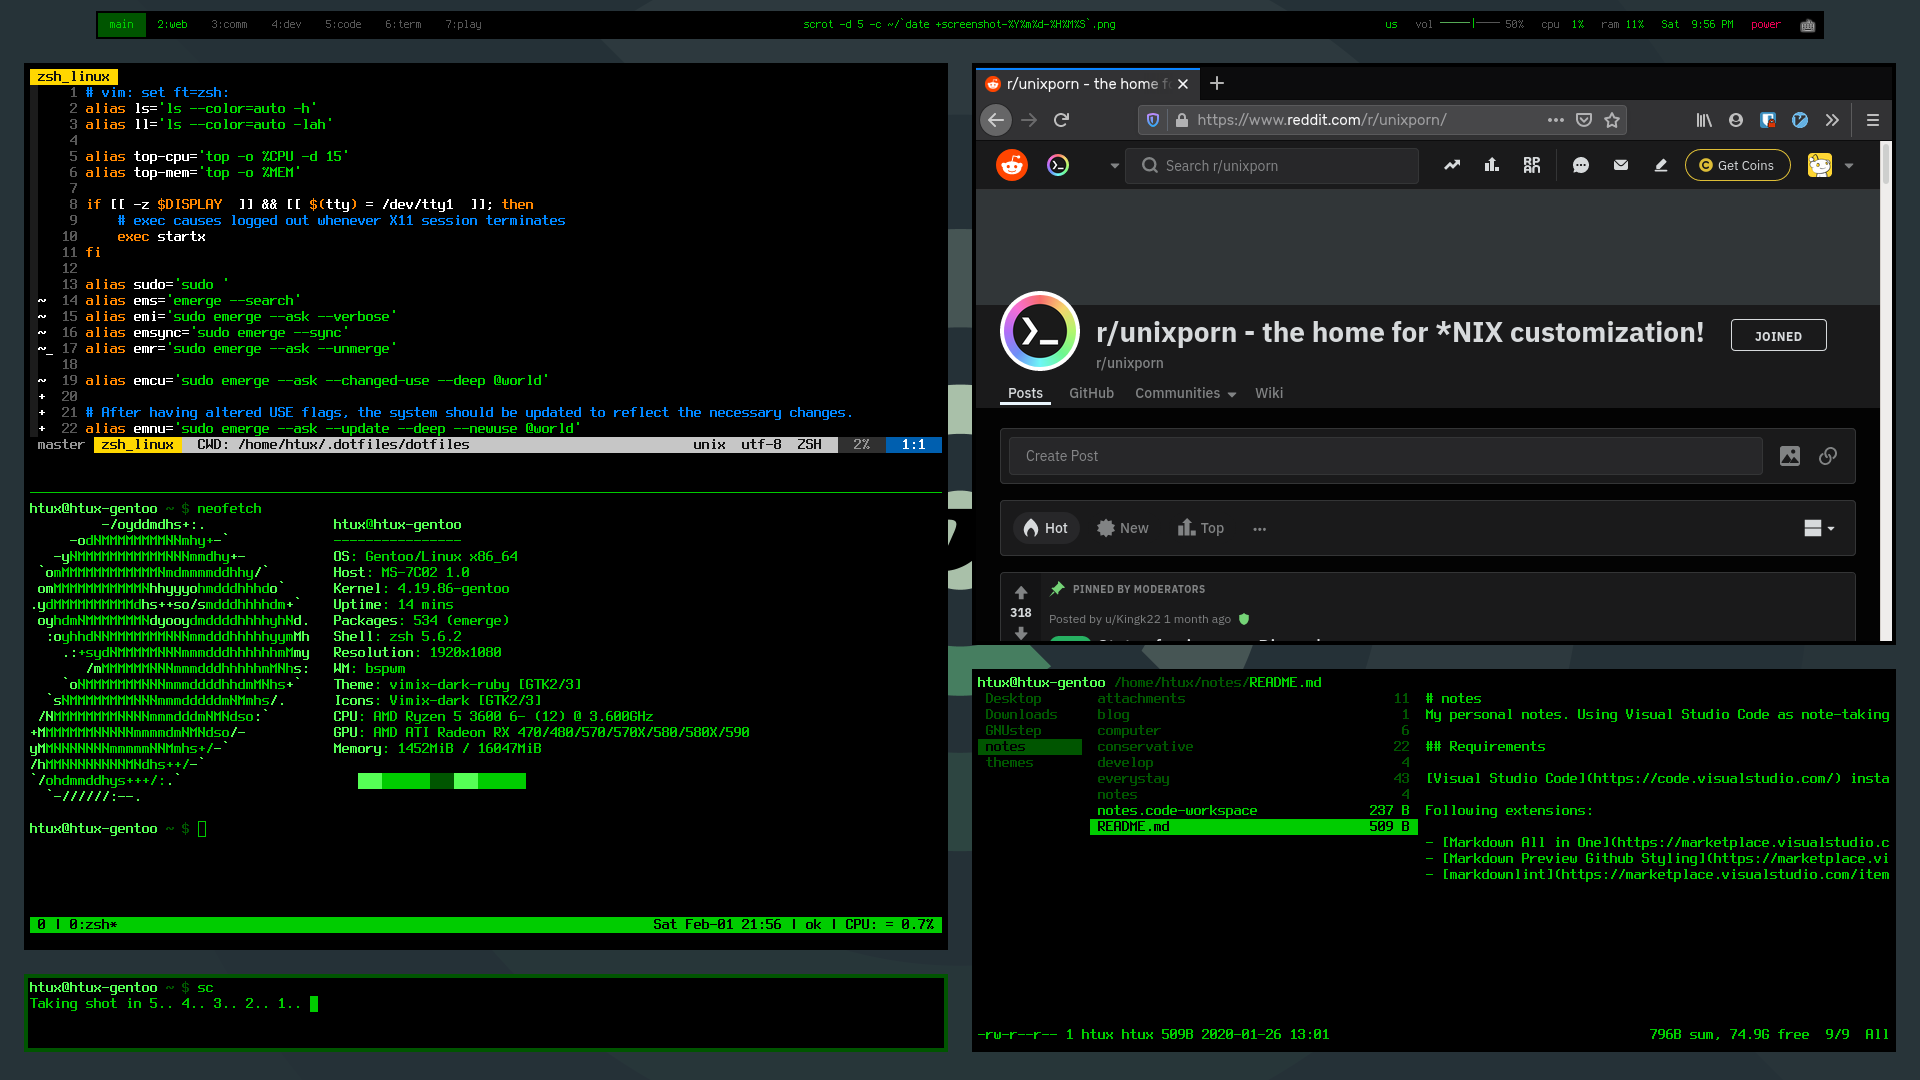 main 2:web 3:comm 4:dev 5:code 6:term 7:play
scrot -d 5 -c ~/`date +screenshot-%Y%m%d-%H%M%S`.png
us vol 50% cpu 1% ram 11% Sat 9:56 PM power
zsh_linux
1 # vim: set ft=zsh:
2 alias ls='ls --color=auto -h'
3 alias ll='ls --color=auto -lah'
4
5 alias top-cpu='top -o %CPU -d 15'
6 alias top-mem='top -o %MEM'
7
8 if [[ -z $DISPLAY  ]] && [[ $(tty) = /dev/tty1  ]]; then
9     # exec causes logged out whenever X11 session terminates
10     exec startx
11 fi
12
13 alias sudo='sudo '
~ 14 alias ems='emerge --search'
~ 15 alias emi='sudo emerge --ask --verbose'
~ 16 alias emsync='sudo emerge --sync'
~_ 17 alias emr='sudo emerge --ask --unmerge'
18
~ 19 alias emcu='sudo emerge --ask --changed-use --deep @world'
+ 20
+ 21 # After having altered USE flags, the system should be updated to reflect the necessary changes.
+ 22 alias emnu='sudo emerge --ask --update --deep --newuse @world'
master zsh_linux CWD: /home/htux/.dotfiles/dotfiles unix utf-8 ZSH 2% 1:1
htux@htux-gentoo ~ $ neofetch
htux@htux-gentoo
----------------
OS: Gentoo/Linux x86_64
Host: MS-7C02 1.0
Kernel: 4.19.86-gentoo
Uptime: 14 mins
Packages: 534 (emerge)
Shell: zsh 5.6.2
Resolution: 1920x1080
WM: bspwm
Theme: vimix-dark-ruby [GTK2/3]
Icons: Vimix-dark [GTK2/3]
CPU: AMD Ryzen 5 3600 6- (12) @ 3.600GHz
GPU: AMD ATI Radeon RX 470/480/570/570X/580/580X/590
Memory: 1452MiB / 16047MiB
htux@htux-gentoo ~ $
0 | 0:zsh* Sat Feb-01 21:56 | ok | CPU: = 0.7%
htux@htux-gentoo ~ $ sc
Taking shot in 5.. 4.. 3.. 2.. 1..
r/unixporn - the home f
https://www.reddit.com/r/unixporn/
Search r/unixporn
RPAN
Get Coins
r/unixporn - the home for *NIX customization!
JOINED
r/unixporn
Posts GitHub Communities Wiki
Create Post
Hot New Top ...
318
PINNED BY MODERATORS
Posted by u/Kingk22 1 month ago
htux@htux-gentoo /home/htux/notes/README.md
Desktop attachments 11 # notes
Downloads blog 1 My personal notes. Using Visual Studio Code as note-taking
GNUstep computer 6
notes conservative 22 ## Requirements
themes develop 4
everystay 43 [Visual Studio Code](https://code.visualstudio.com/) insta
notes 4
notes.code-workspace 237 B Following extensions:
README.md 509 B
- [Markdown All in One](https://marketplace.visualstudio.c
- [Markdown Preview Github Styling](https://marketplace.vi
- [markdownlint](https://marketplace.visualstudio.com/item
-rw-r--r-- 1 htux htux 509B 2020-01-26 13:01 796B sum, 74.9G free 9/9 All